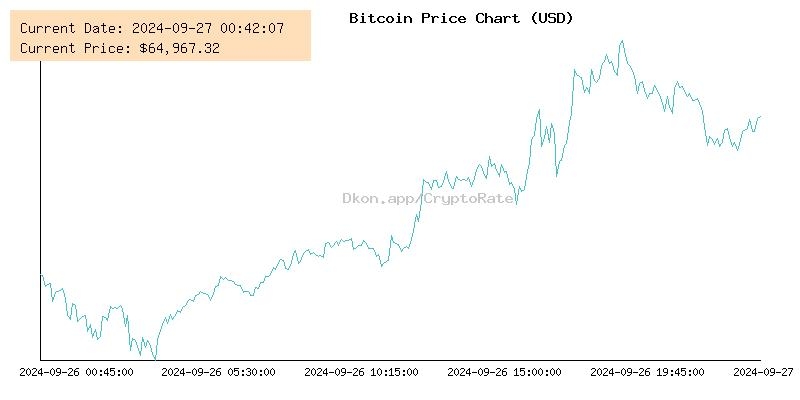 Bitcoin Price Chart (USD)
Current Date: 2024-09-27 00:42:07
Current Price: $64,967.32
Dkon.app/CryptoRate
2024-09-26 00:45:00 2024-09-26 05:30:00 2024-09-26 10:15:00 2024-09-26 15:00:00 2024-09-26 19:45:00 2024-09-27